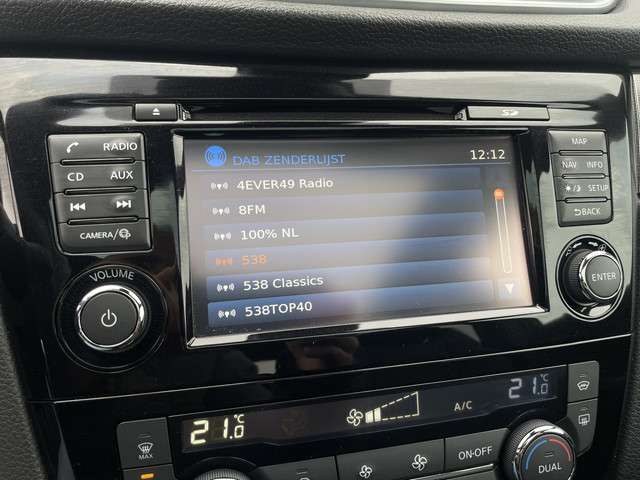 SD
RADIO
CD AUX
CAMERA/
VOLUME
DAB ZENDERLIJST 12:12
4EVER49 Radio
8FM
100% NL
538
538 Classics
538TOP40
MAP
NAV INFO
SETUP
BACK
ENTER
21.0 °C
A/C
21.0 °C
MAX
ON·OFF
DUAL